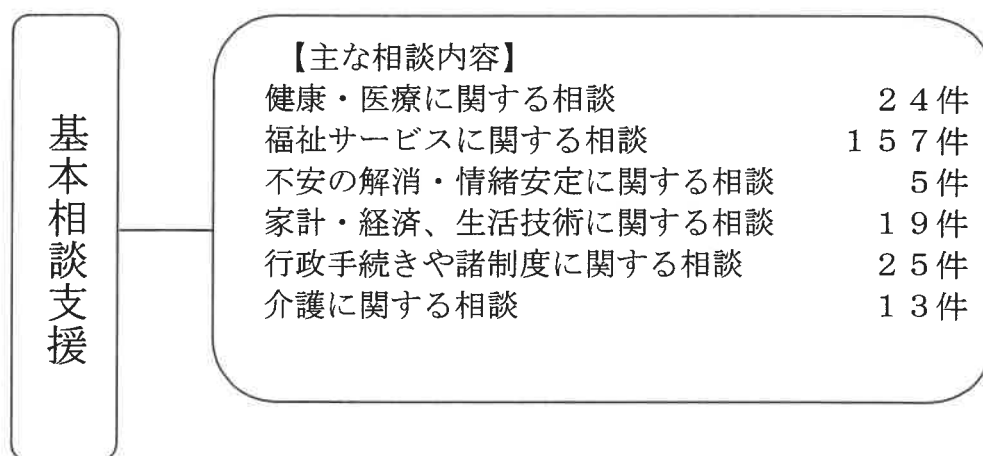 基本相談支援
【主な相談内容】
健康・医療に関する相談 ２４件
福祉サービスに関する相談 １５７件
不安の解消・情緒安定に関する相談 ５件
家計・経済、生活技術に関する相談 １９件
行政手続きや諸制度に関する相談 ２５件
介護に関する相談 １３件